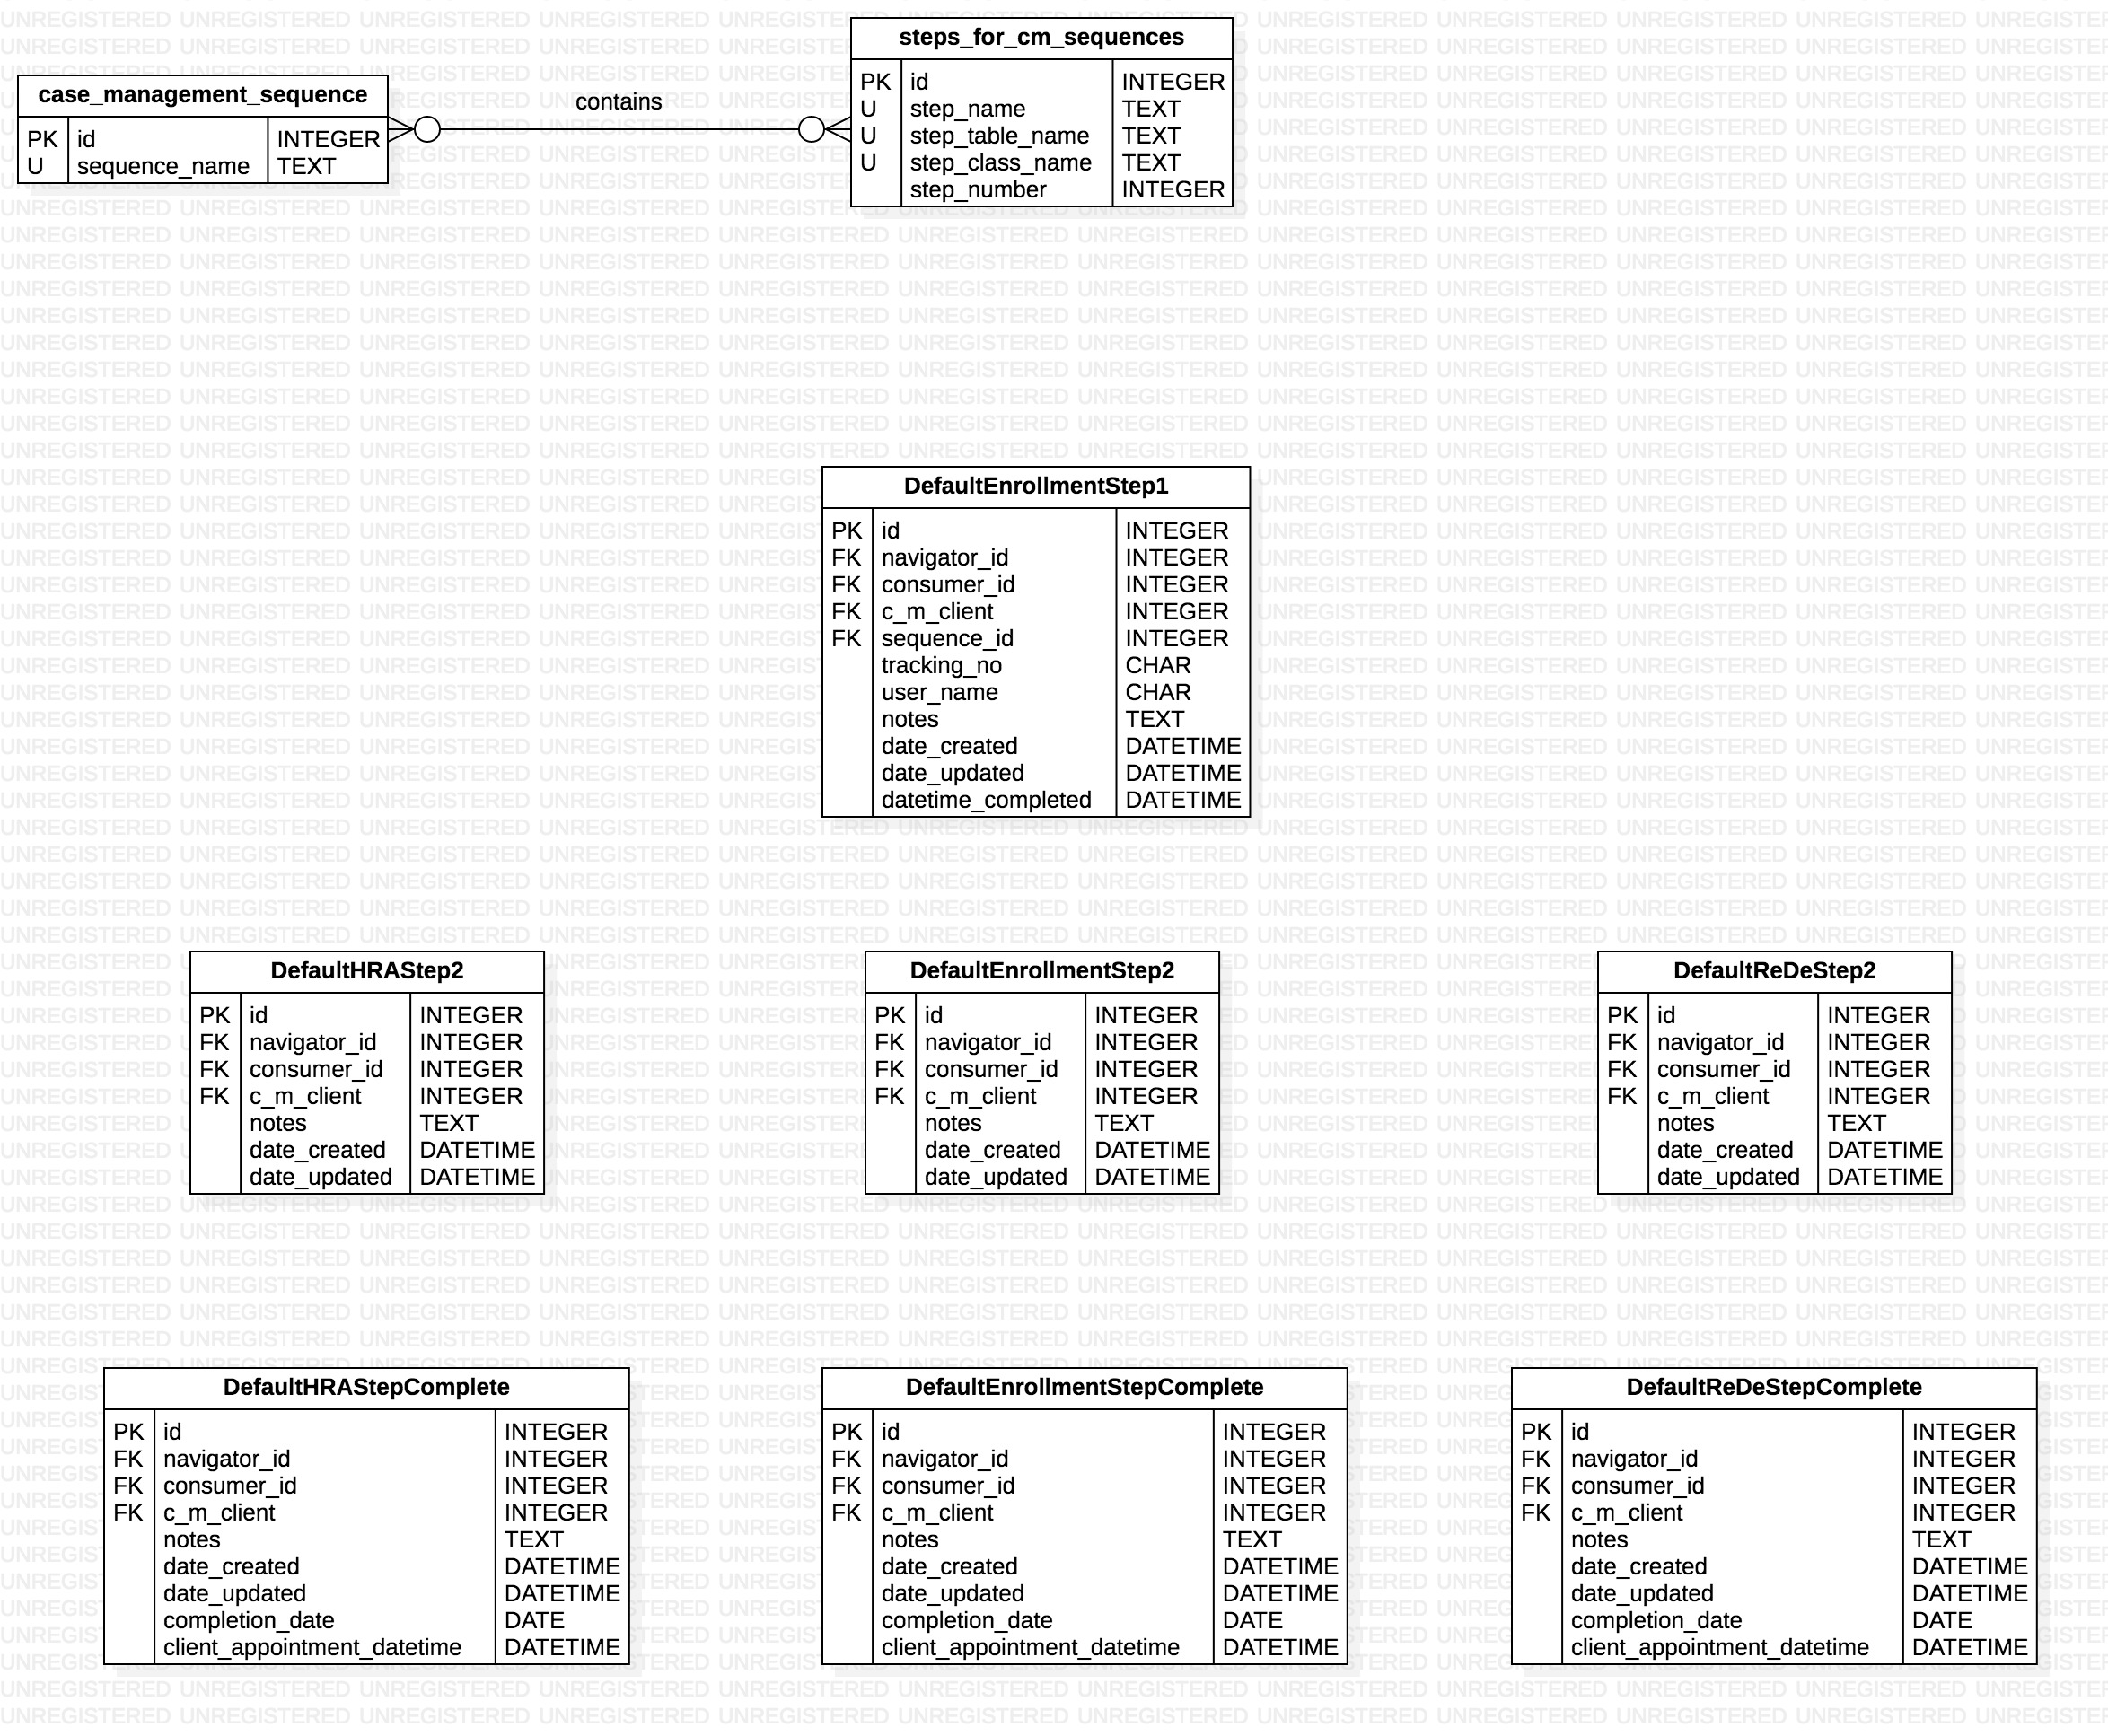 case_management_sequence
PK id INTEGER
U sequence_name TEXT
contains
steps_for_cm_sequences
PK id INTEGER
U step_name TEXT
U step_table_name TEXT
U step_class_name TEXT
step_number INTEGER
DefaultEnrollmentStep1
PK id INTEGER
FK navigator_id INTEGER
FK consumer_id INTEGER
FK c_m_client INTEGER
FK sequence_id INTEGER
tracking_no CHAR
user_name CHAR
notes TEXT
date_created DATETIME
date_updated DATETIME
datetime_completed DATETIME
DefaultHRAStep2
PK id INTEGER
FK navigator_id INTEGER
FK consumer_id INTEGER
FK c_m_client INTEGER
notes TEXT
date_created DATETIME
date_updated DATETIME
DefaultEnrollmentStep2
PK id INTEGER
FK navigator_id INTEGER
FK consumer_id INTEGER
FK c_m_client INTEGER
notes TEXT
date_created DATETIME
date_updated DATETIME
DefaultReDeStep2
PK id INTEGER
FK navigator_id INTEGER
FK consumer_id INTEGER
FK c_m_client INTEGER
notes TEXT
date_created DATETIME
date_updated DATETIME
DefaultHRAStepComplete
PK id INTEGER
FK navigator_id INTEGER
FK consumer_id INTEGER
FK c_m_client INTEGER
notes TEXT
date_created DATETIME
date_updated DATETIME
completion_date DATE
client_appointment_datetime DATETIME
DefaultEnrollmentStepComplete
PK id INTEGER
FK navigator_id INTEGER
FK consumer_id INTEGER
FK c_m_client INTEGER
notes TEXT
date_created DATETIME
date_updated DATETIME
completion_date DATE
client_appointment_datetime DATETIME
DefaultReDeStepComplete
PK id INTEGER
FK navigator_id INTEGER
FK consumer_id INTEGER
FK c_m_client INTEGER
notes TEXT
date_created DATETIME
date_updated DATETIME
completion_date DATE
client_appointment_datetime DATETIME
UNREGISTERED